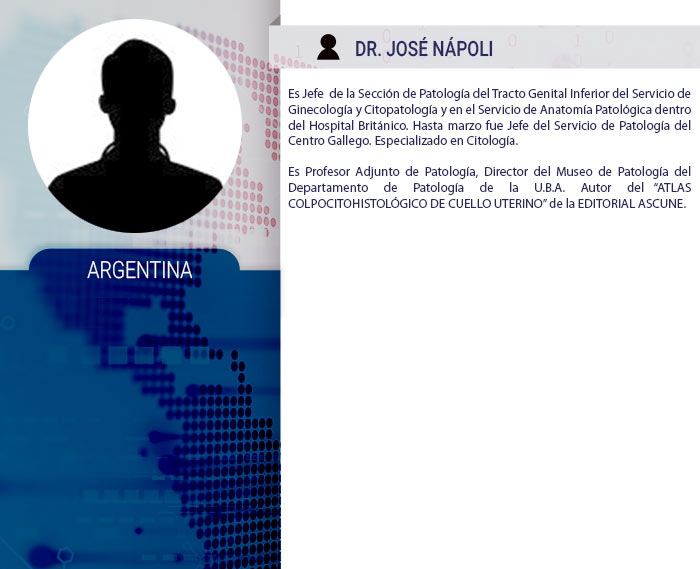 DR. JOSÉ NÁPOLI
Es Jefe de la Sección de Patología del Tracto Genital Inferior del Servicio de
Ginecología y Citopatología y en el Servicio de Anatomía Patológica dentro
del Hospital Británico. Hasta marzo fue Jefe del Servicio de Patología del
Centro Gallego. Especializado en Citología.
Es Profesor Adjunto de Patología, Director del Museo de Patología del
Departamento de Patología de la U.B.A. Autor del “ATLAS
COLPOCITOHISTOLÓGICO DE CUELLO UTERINO” de la EDITORIAL ASCUNE.
ARGENTINA